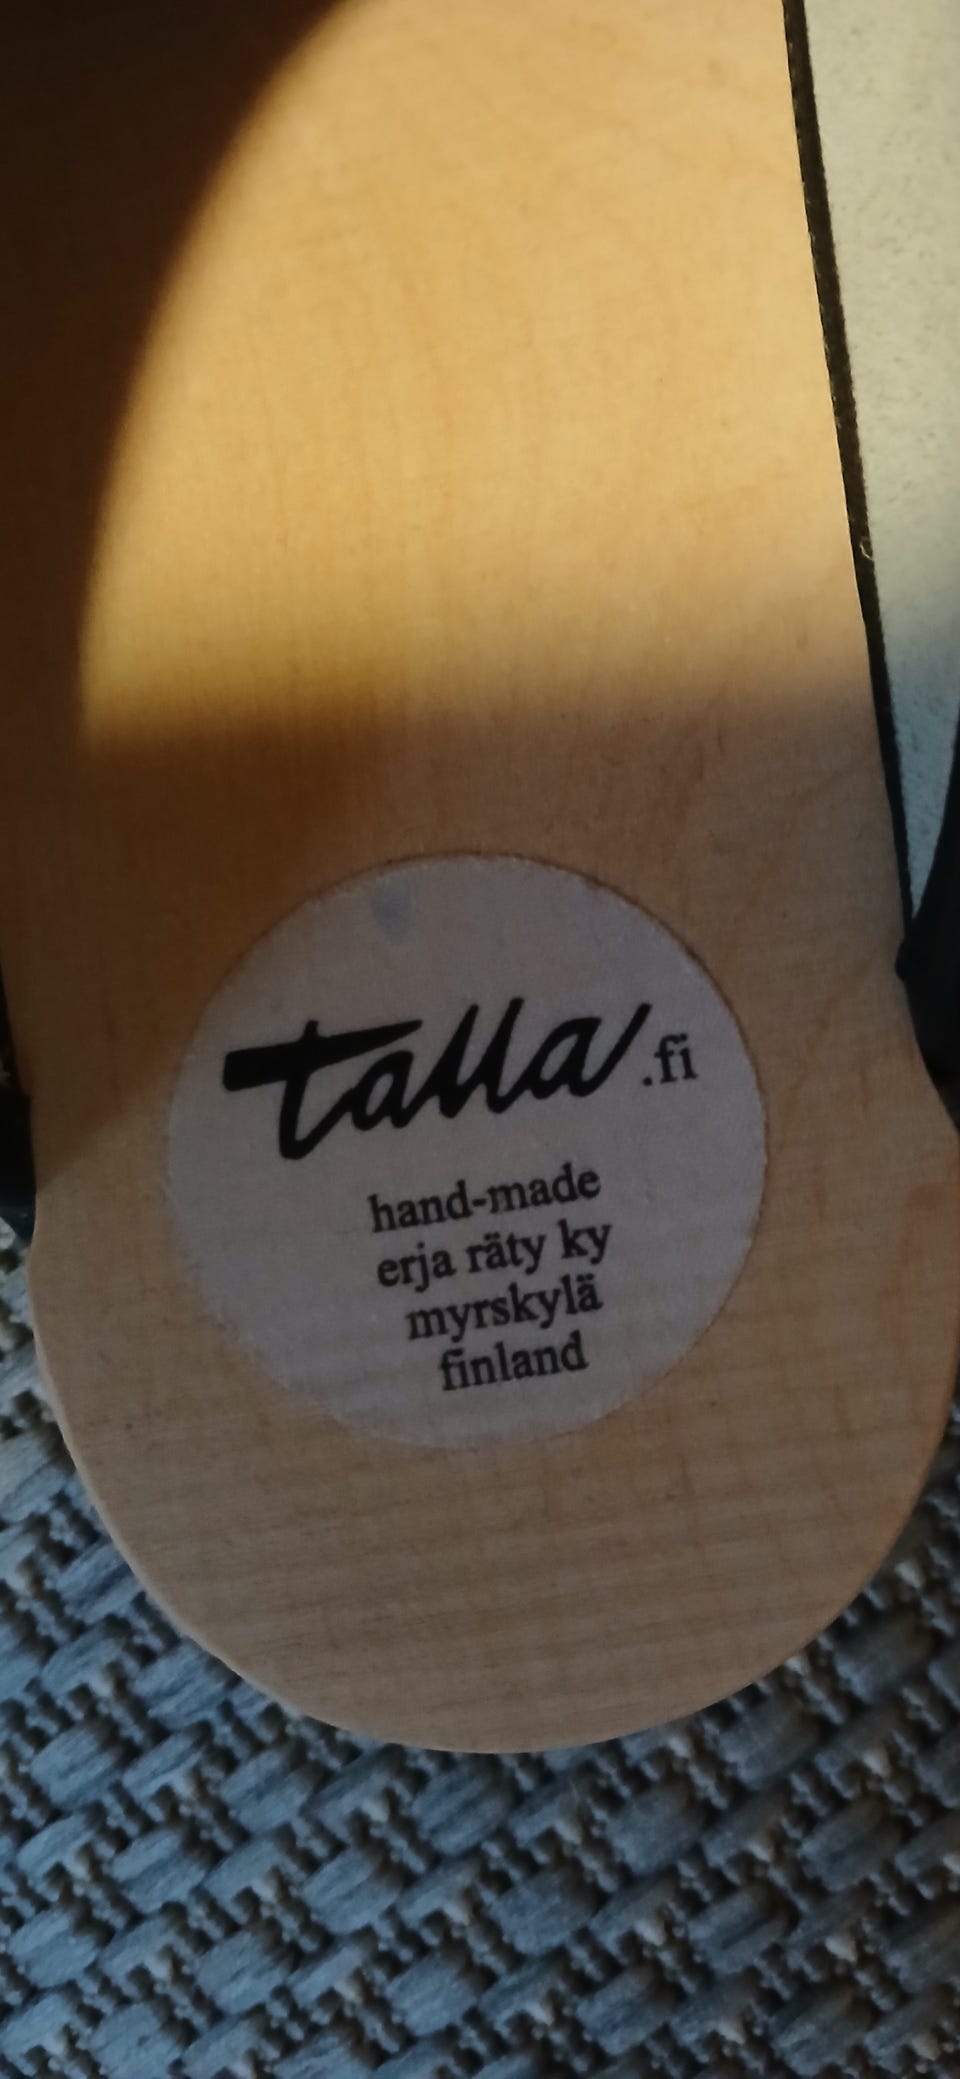 talla.fi
hand-made
erja räty ky
myrskylä
finland